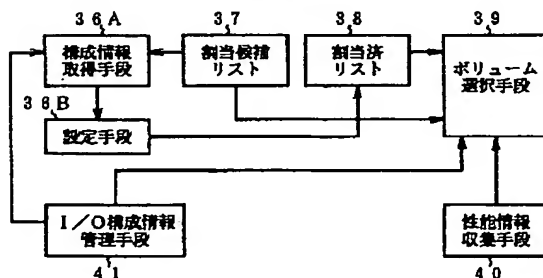 36A
37
38
39
構成情報
取得手段
割当候補
リスト
割当済
リスト
ボリューム
選択手段
36B
設定手段
I/O構成情報
管理手段
性能情報
収集手段
41
40